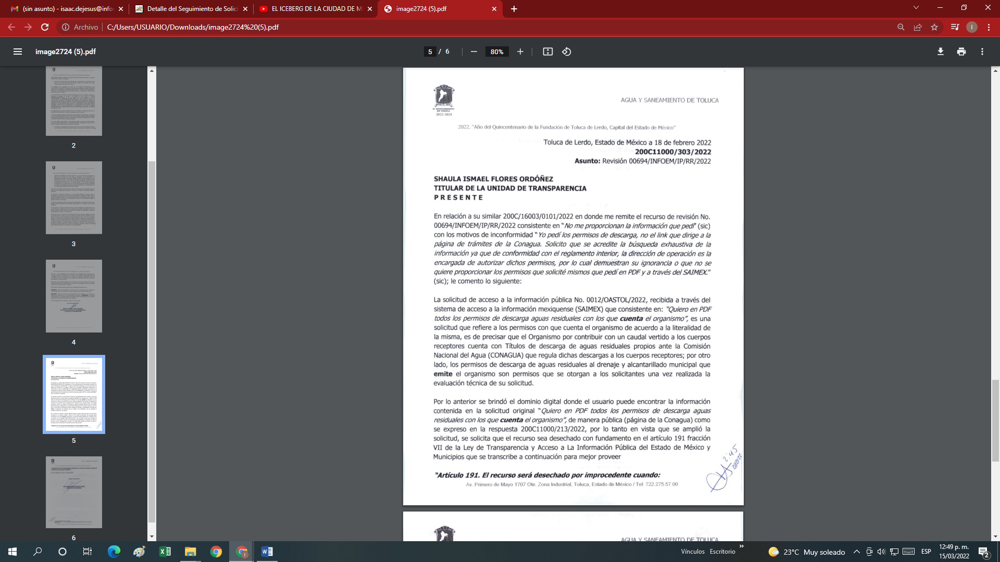 (sin asunto) - isaac.dejesus@info
Detalle del Seguimiento de Solici
EL ICEBERG DE LA CIUDAD DE M
image2724 (5).pdf
Archivo
C:/Users/USUARIO/Downloads/image2724%20(5).pdf
image2724 (5).pdf
5 / 6
80%
2
3
4
5
6
H. AYUNTAMIENTO
DE TOLUCA
2022-2024
AGUA Y SANEAMIENTO DE TOLUCA
2022. "Año del Quincentenario de la Fundación de Toluca de Lerdo, Capital del Estado de México"
Toluca de Lerdo, Estado de México a 18 de febrero 2022
200C11000/303/2022
Asunto: Revisión 00694/INFOEM/IP/RR/2022
SHAULA ISMAEL FLORES ORDÓÑEZ
TITULAR DE LA UNIDAD DE TRANSPARENCIA
P R E S E N T E
En relación a su similar 200C/16003/0101/2022 en donde me remite el recurso de revisión No.
00694/INFOEM/IP/RR/2022 consistente en "No me proporcionan la información que pedí" (sic)
con los motivos de inconformidad "Yo pedí los permisos de descarga, no el link que dirige a la
página de trámites de la Conagua. Solicito que se acredite la búsqueda exhaustiva de la
información ya que de conformidad con el reglamento interior, la dirección de operación es la
encargada de autorizar dichos permisos, por lo cual demuestran su ignorancia o que no se
quiere proporcionar los permisos que solicité mismos que pedí en PDF y a través del SAIMEX."
(sic); le comento lo siguiente:
La solicitud de acceso a la información pública No. 0012/OASTOL/2022, recibida a través del
sistema de acceso a la información mexiquense (SAIMEX) que consistente en: "Quiero en PDF
todos los permisos de descarga aguas residuales con los que cuenta el organismo", es una
solicitud que refiere a los permisos con que cuenta el organismo de acuerdo a la literalidad de
la misma, es de precisar que el Organismo por contribuir con un caudal vertido a los cuerpos
receptores cuenta con Títulos de descarga de aguas residuales propios ante la Comisión
Nacional del Agua (CONAGUA) que regula dichas descargas a los cuerpos receptores; por otro
lado, los permisos de descarga de aguas residuales al drenaje y alcantarillado municipal que
emite el organismo son permisos que se otorgan a los solicitantes una vez realizada la
evaluación técnica de su solicitud.
Por lo anterior se brindó el dominio digital donde el usuario puede encontrar la información
contenida en la solicitud original "Quiero en PDF todos los permisos de descarga aguas
residuales con los que cuenta el organismo", de manera pública (página de la Conagua) como
se expreso en la respuesta 200C11000/213/2022, por lo tanto en vista que se amplió la
solicitud, se solicita que el recurso sea desechado con fundamento en el artículo 191 fracción
VII de la Ley de Transparencia y Acceso a La Información Pública del Estado de México y
Municipios que se transcribe a continuación para mejor proveer
"Artículo 191. El recurso será desechado por improcedente cuando:
Av. Primero de Mayo 1707 Ote. Zona Industrial, Toluca, Estado de México / Tel: 722.275.57.00
2:45
AGUA Y SANEAMIENTO DE TOLUCA
Vínculos
Escritorio
23°C Muy soleado
ESP
12:49 p. m.
15/03/2022
2